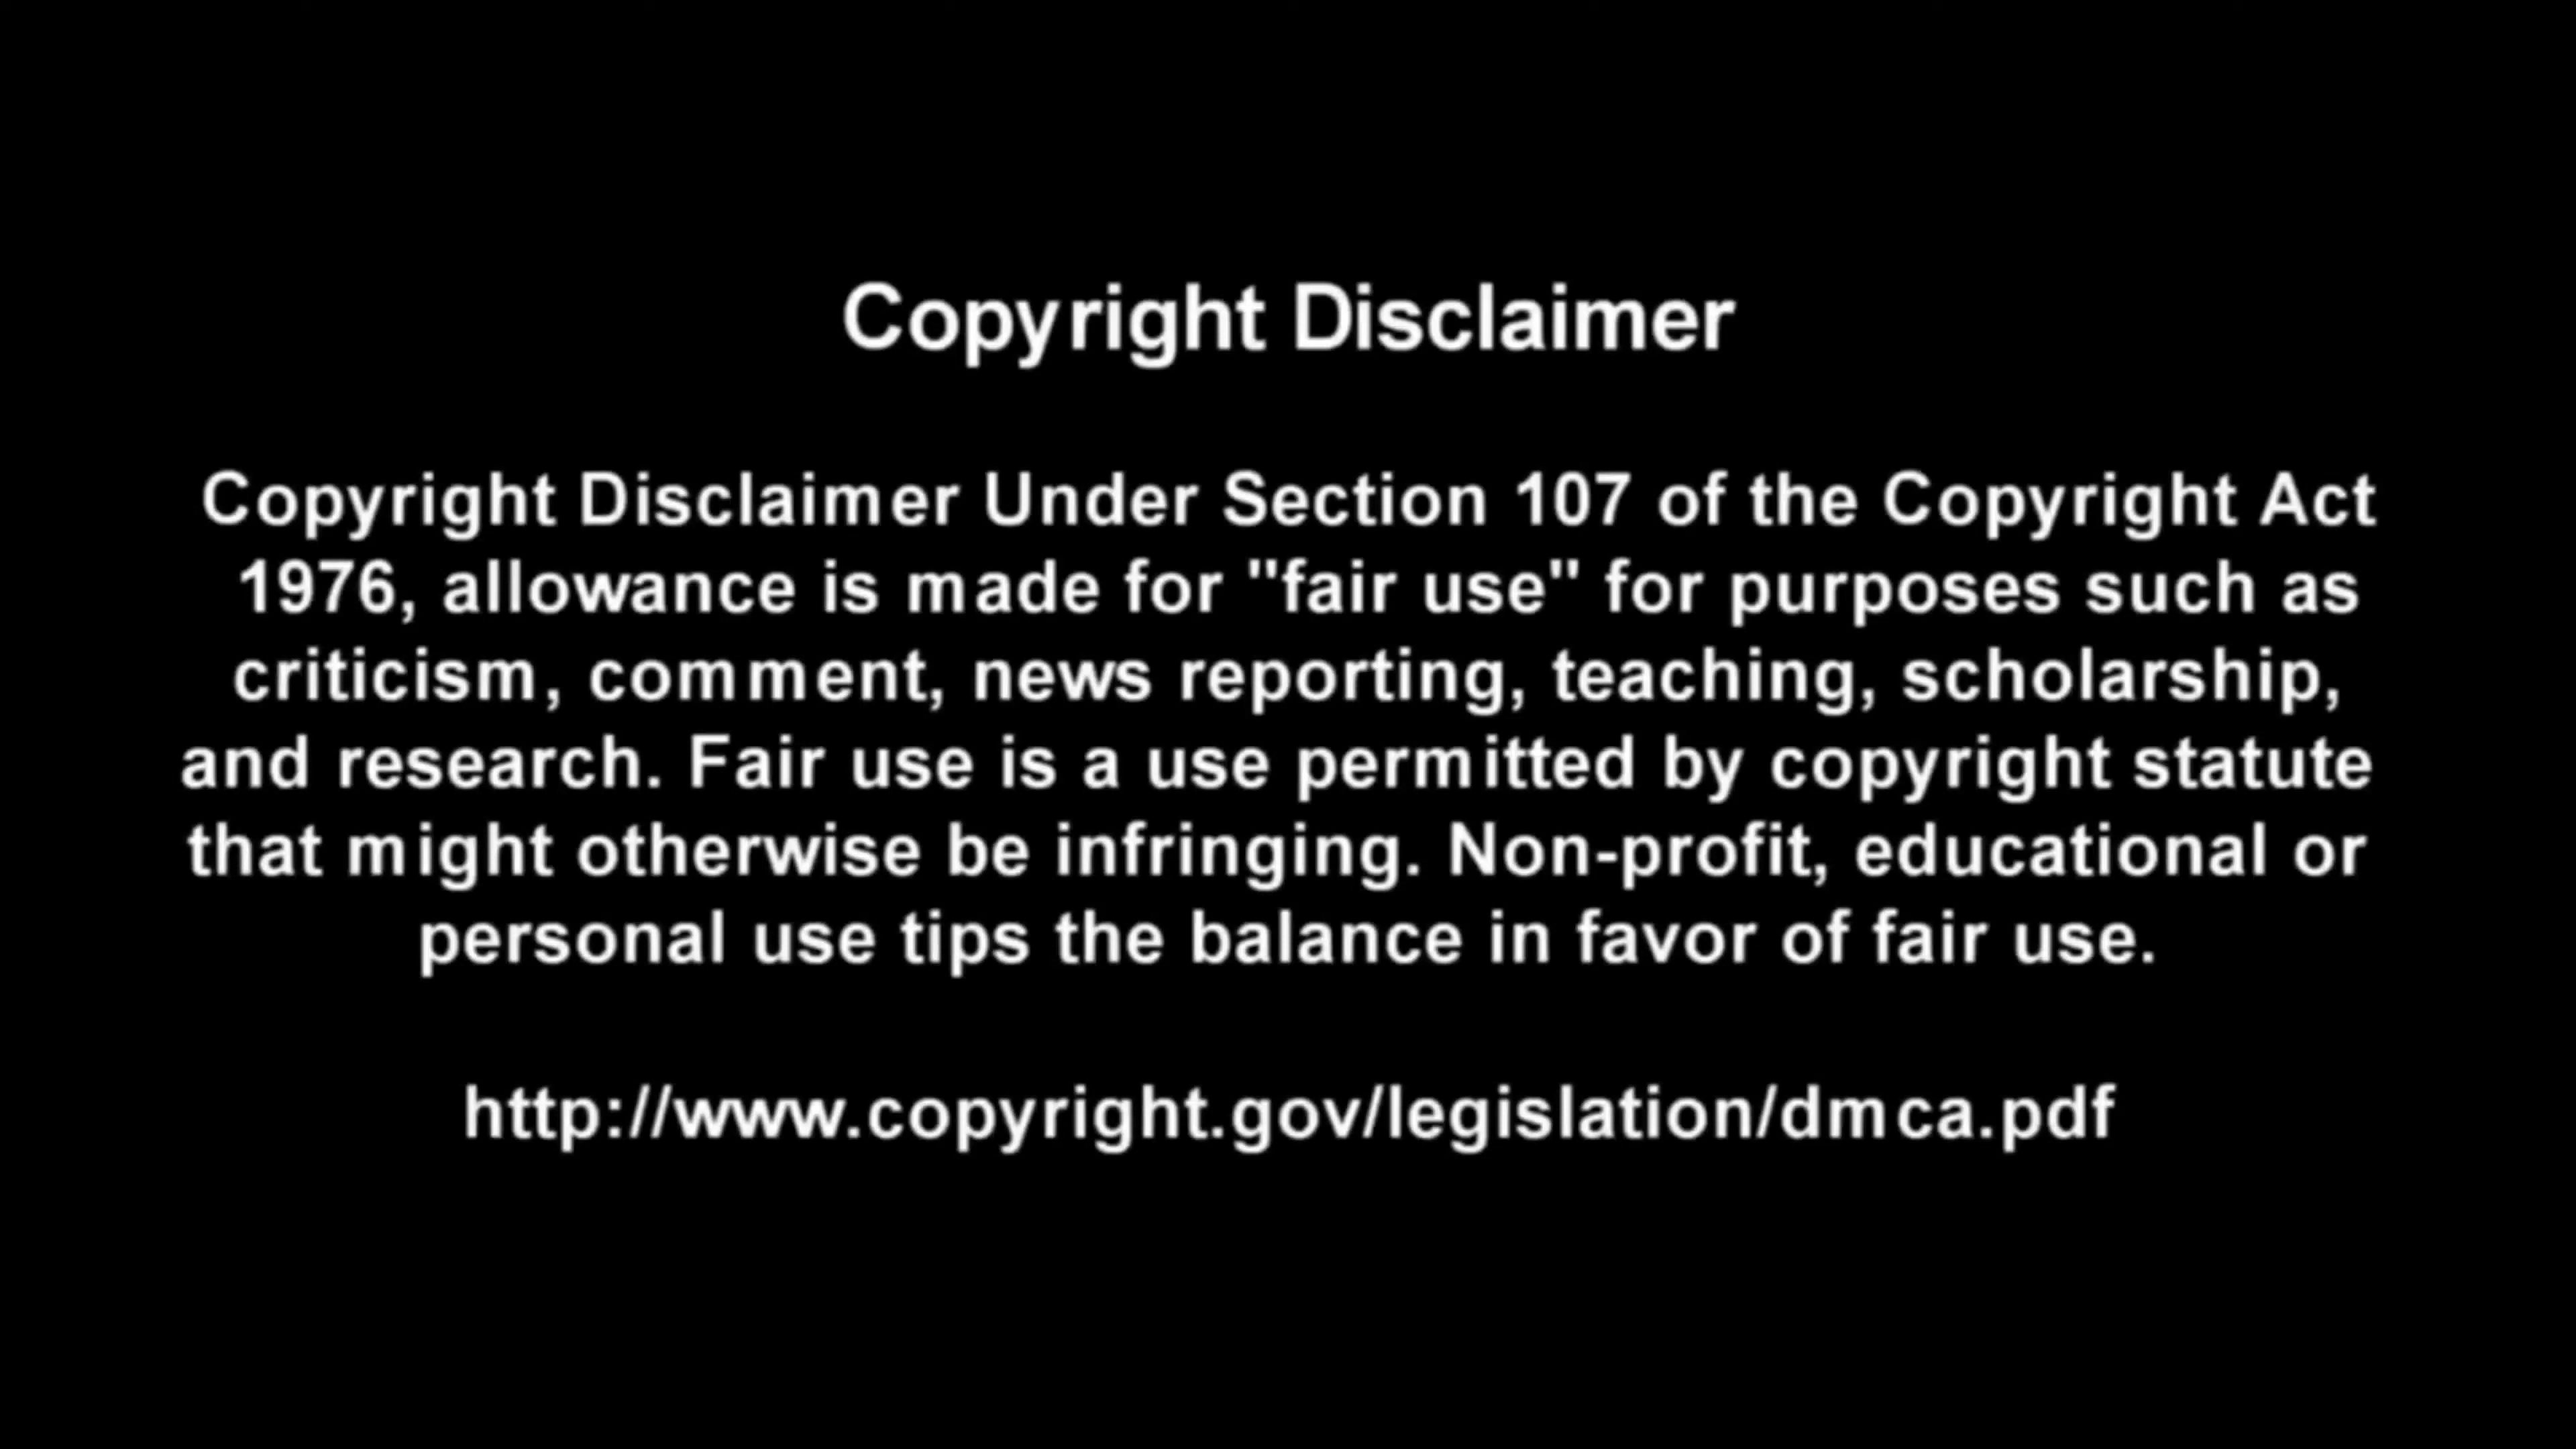 Copyright Disclaimer
Copyright Disclaimer Under Section 107 of the Copyright Act
1976, allowance is made for "fair use" for purposes such as
criticism, comment, news reporting, teaching, scholarship,
and research. Fair use is a use permitted by copyright statute
that might otherwise be infringing. Non-profit, educational or
personal use tips the balance in favor of fair use.
http://www.copyright.gov/legislation/dmca.pdf